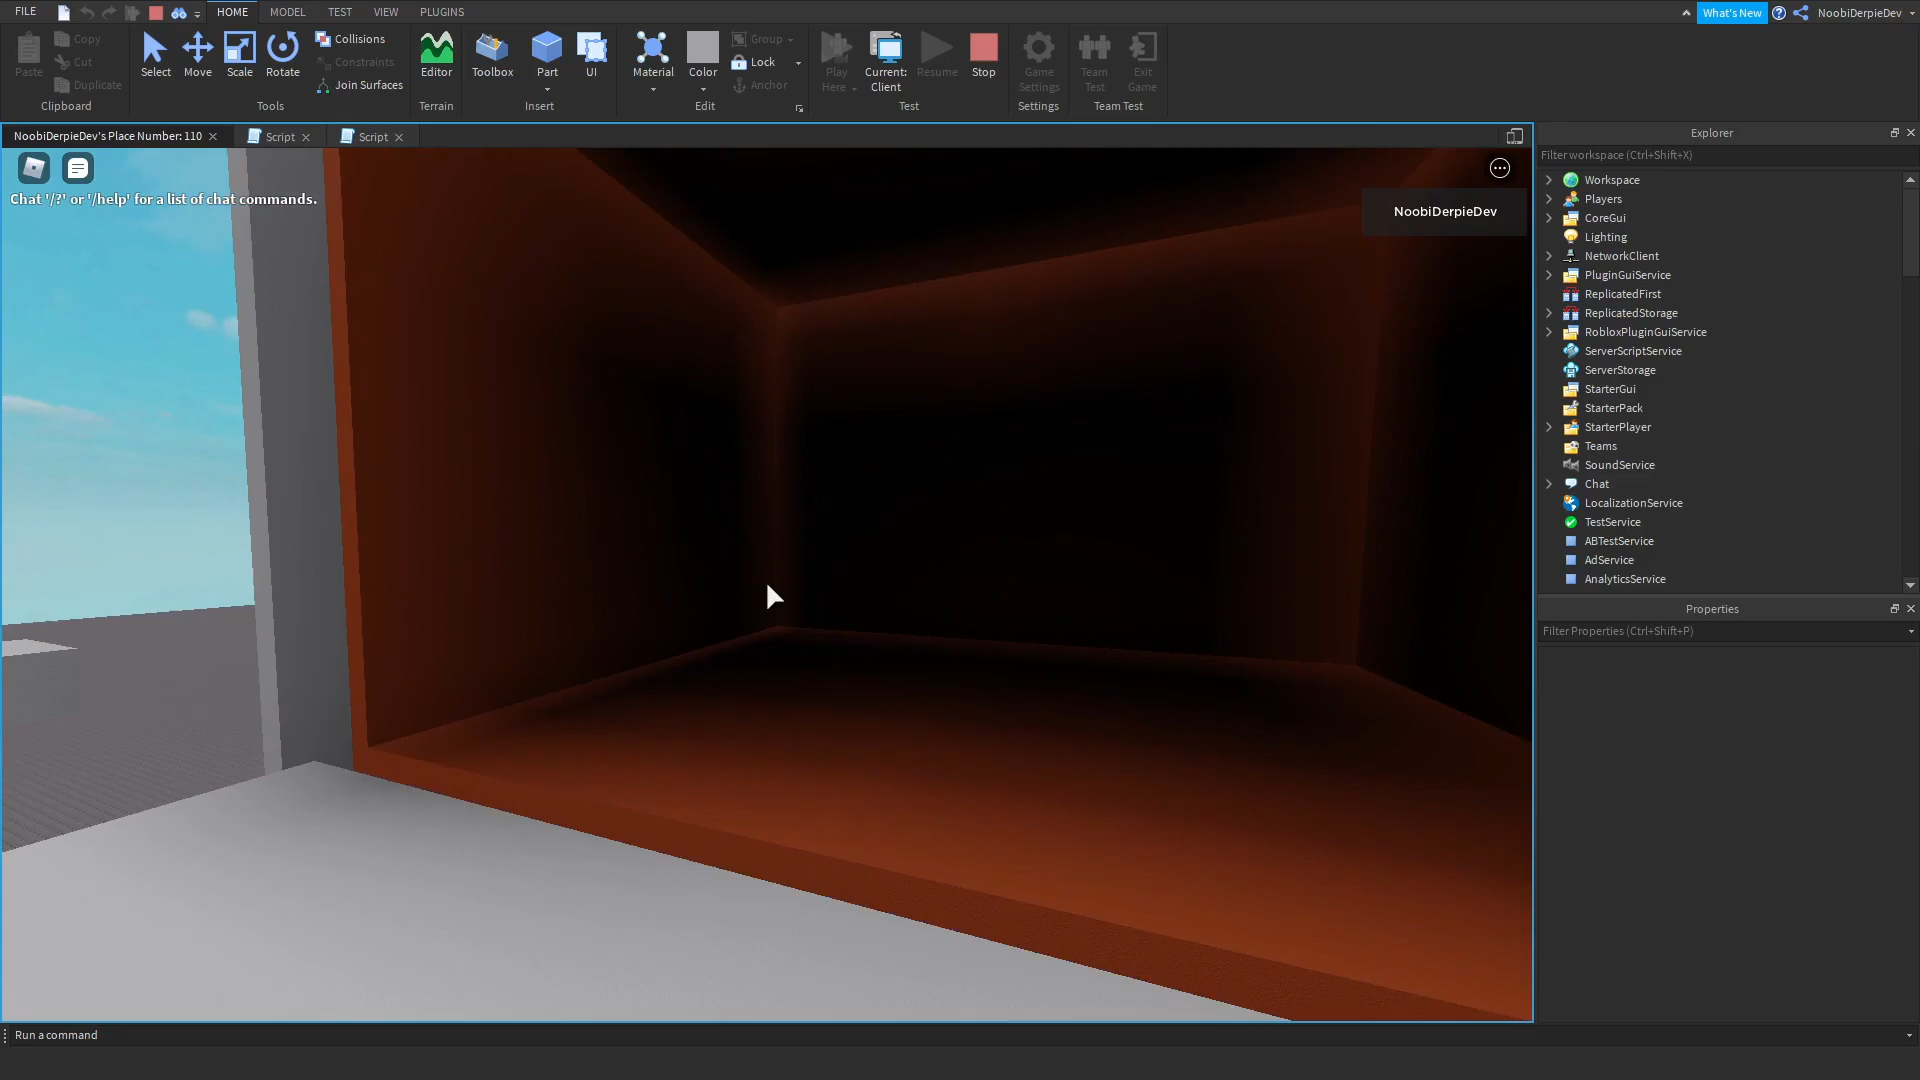 FILE HOME MODEL TEST VIEW PLUGINS What's New NoobiDerpieDev
Paste Copy Cut Duplicate Clipboard
Select Move Scale Rotate Collisions Constraints Join Surfaces Tools
Editor Terrain
Toolbox Part UI Insert
Material Color Group Lock Anchor Edit
Play Here Current: Client Resume Stop Test
Game Settings Settings
Team Test Exit Game Team Test
NoobiDerpieDev's Place Number: 110 Script Script
Chat '/?' or '/help' for a list of chat commands.
NoobiDerpieDev
Explorer
Filter workspace (Ctrl+Shift+X)
Workspace
Players
CoreGui
Lighting
NetworkClient
PluginGuiService
ReplicatedFirst
ReplicatedStorage
RobloxPluginGuiService
ServerScriptService
ServerStorage
StarterGui
StarterPack
StarterPlayer
Teams
SoundService
Chat
LocalizationService
TestService
ABTestService
AdService
AnalyticsService
Properties
Filter Properties (Ctrl+Shift+P)
Run a command